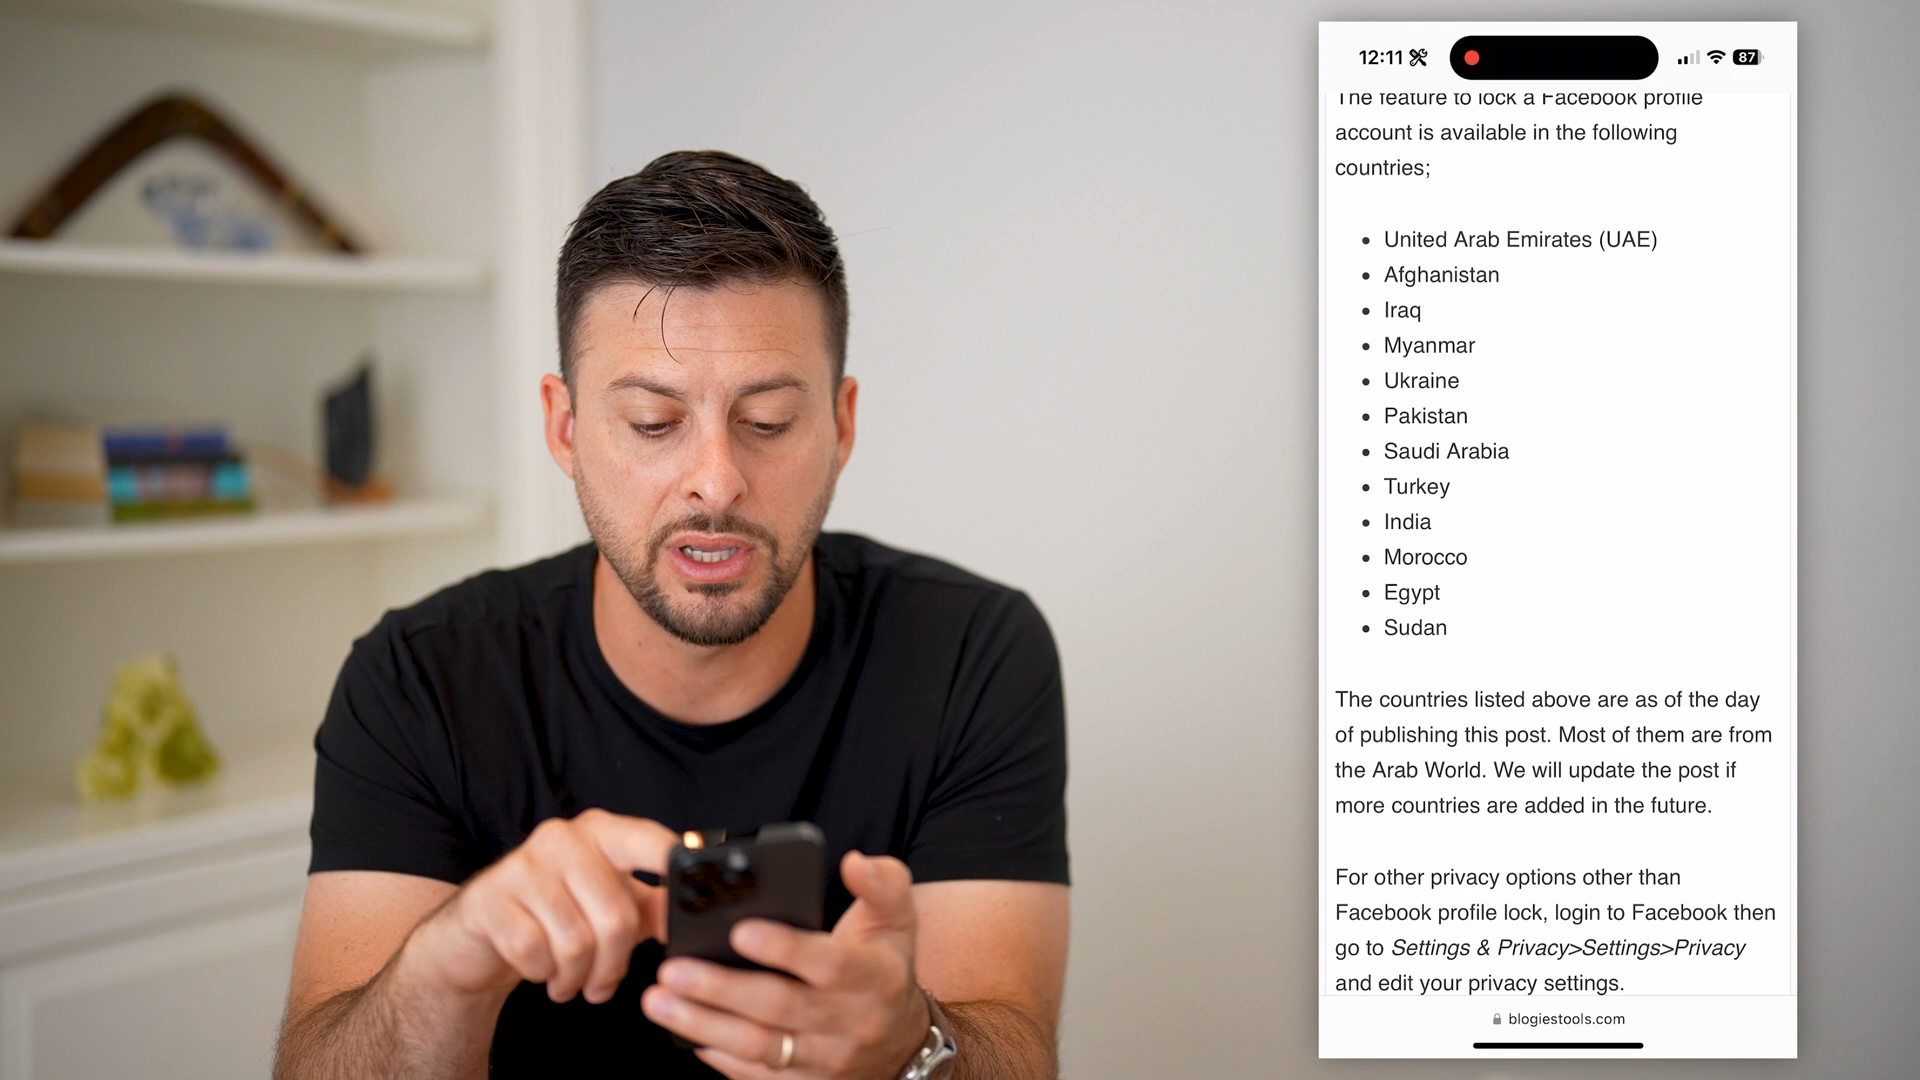 12:11
87
The feature to lock a Facebook profile
account is available in the following
countries;
United Arab Emirates (UAE)
Afghanistan
Iraq
Myanmar
Ukraine
Pakistan
Saudi Arabia
Turkey
India
Morocco
Egypt
Sudan
The countries listed above are as of the day
of publishing this post. Most of them are from
the Arab World. We will update the post if
more countries are added in the future.
For other privacy options other than
Facebook profile lock, login to Facebook then
go to Settings & Privacy>Settings>Privacy
and edit your privacy settings.
blogiestools.com